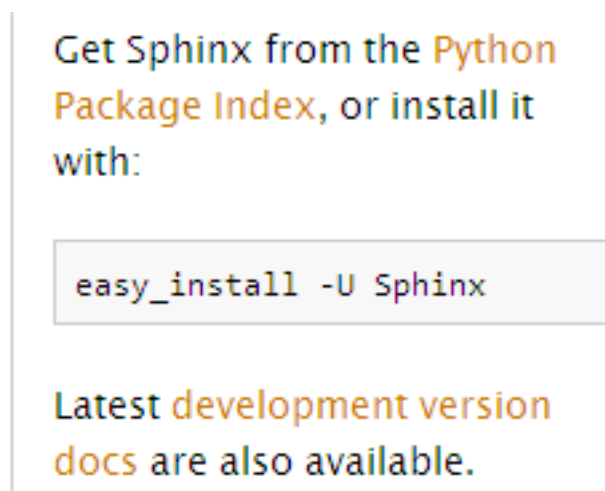 Get Sphinx from the Python
Package Index, or install it
with:
easy_install -U Sphinx
Latest development version
docs are also available.